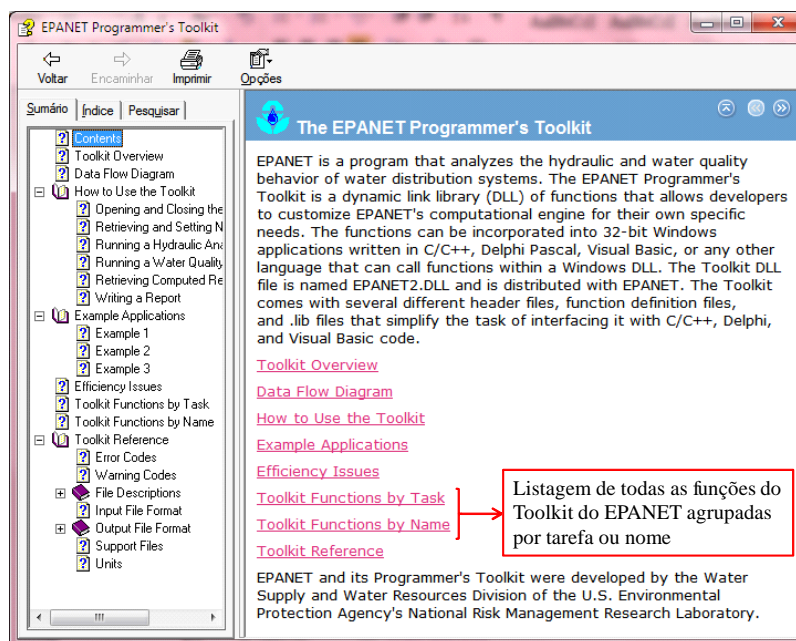 EPANET Programmer's Toolkit
Voltar
Encaminhar
Imprimir
Opções
Sumário
Índice
Pesquisar
Contents
Toolkit Overview
Data Flow Diagram
How to Use the Toolkit
Opening and Closing the
Retrieving and Setting N
Running a Hydraulic Ana
Running a Water Quality
Retrieving Computed Re
Writing a Report
Example Applications
Example 1
Example 2
Example 3
Efficiency Issues
Toolkit Functions by Task
Toolkit Functions by Name
Toolkit Reference
Error Codes
Warning Codes
File Descriptions
Input File Format
Output File Format
Support Files
Units
The EPANET Programmer's Toolkit
EPANET is a program that analyzes the hydraulic and water quality
behavior of water distribution systems. The EPANET Programmer's
Toolkit is a dynamic link library (DLL) of functions that allows developers
to customize EPANET's computational engine for their own specific
needs. The functions can be incorporated into 32-bit Windows
applications written in C/C++, Delphi Pascal, Visual Basic, or any other
language that can call functions within a Windows DLL. The Toolkit DLL
file is named EPANET2.DLL and is distributed with EPANET. The Toolkit
comes with several different header files, function definition files,
and .lib files that simplify the task of interfacing it with C/C++, Delphi,
and Visual Basic code.
Toolkit Overview
Data Flow Diagram
How to Use the Toolkit
Example Applications
Efficiency Issues
Toolkit Functions by Task
Toolkit Functions by Name
Toolkit Reference
Listagem de todas as funções do
Toolkit do EPANET agrupadas
por tarefa ou nome
EPANET and its Programmer's Toolkit were developed by the Water
Supply and Water Resources Division of the U.S. Environmental
Protection Agency's National Risk Management Research Laboratory.